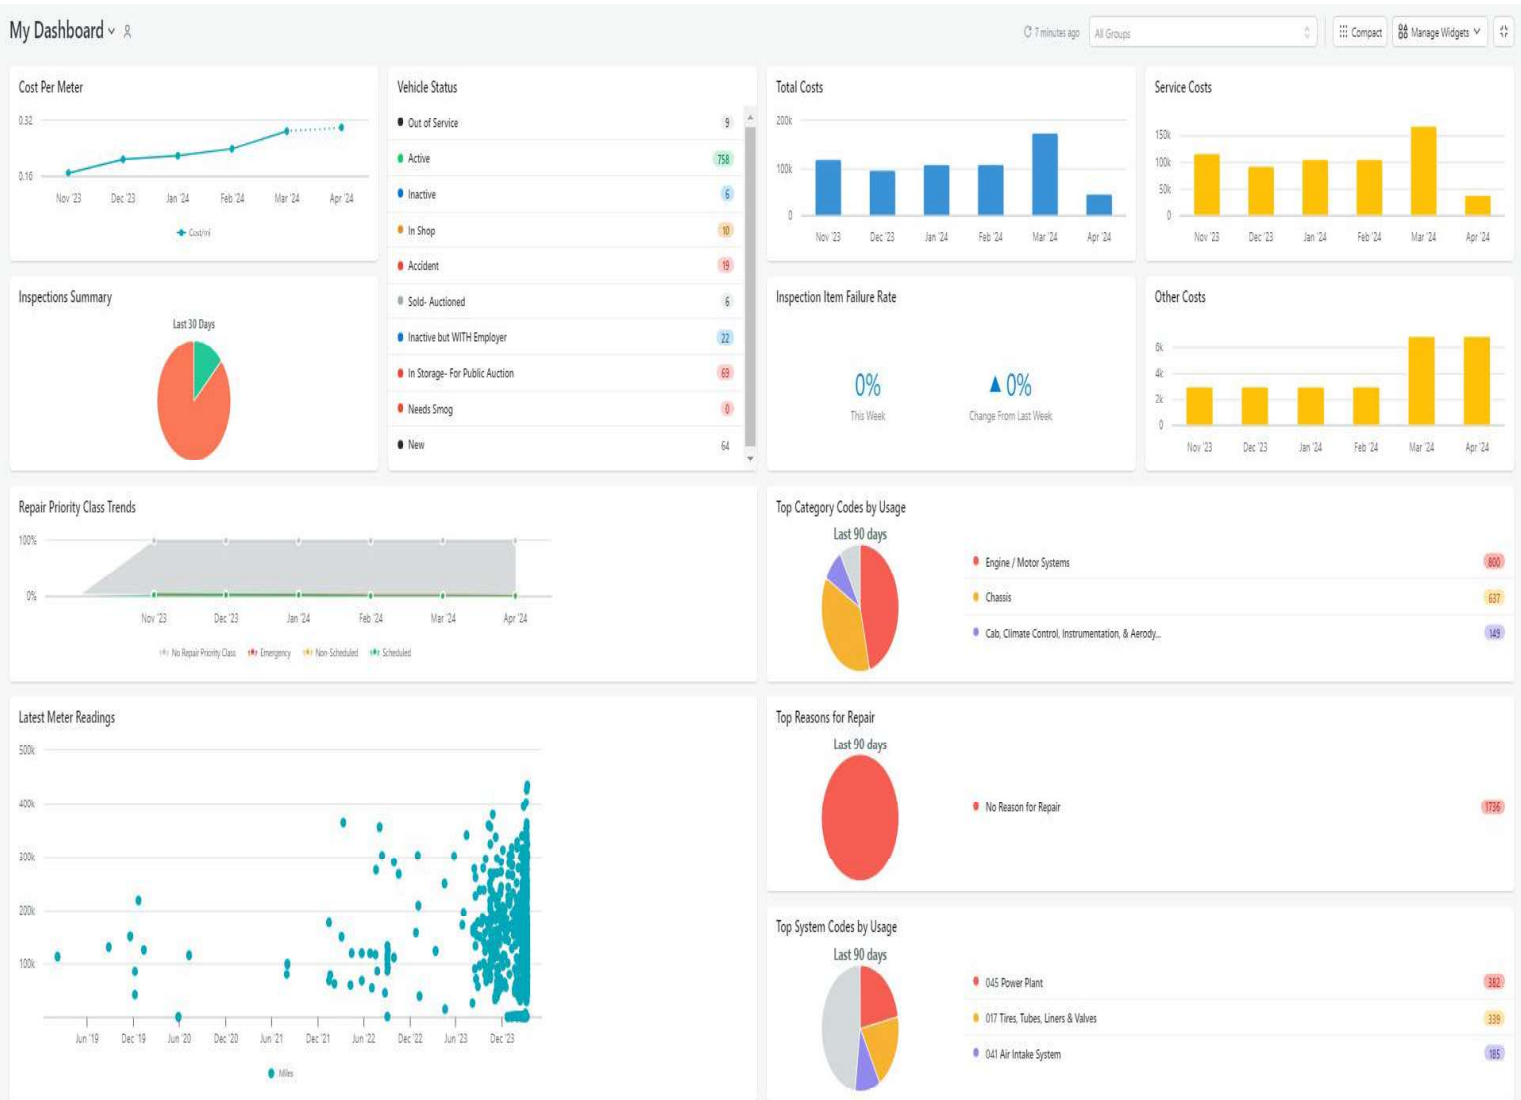 My Dashboard
7 minutes ago
All Groups
Compact
Manage Widgets
Cost Per Meter
0.32
0.16
Nov '23 Dec '23 Jan '24 Feb '24 Mar '24 Apr '24
Cost/mi
Vehicle Status
Out of Service 9
Active 758
Inactive 6
In Shop 10
Accident 19
Sold- Auctioned 6
Inactive but WITH Employer 22
In Storage- For Public Auction 69
Needs Smog 0
New 64
Total Costs
200k
100k
0
Nov '23 Dec '23 Jan '24 Feb '24 Mar '24 Apr '24
Service Costs
150k
100k
50k
0
Nov '23 Dec '23 Jan '24 Feb '24 Mar '24 Apr '24
Inspections Summary
Last 30 Days
Inspection Item Failure Rate
0%
This Week
0%
Change From Last Week
Other Costs
6k
4k
2k
0
Nov '23 Dec '23 Jan '24 Feb '24 Mar '24 Apr '24
Repair Priority Class Trends
100%
0%
Nov '23 Dec '23 Jan '24 Feb '24 Mar '24 Apr '24
No Repair Priority Class Emergency Non-Scheduled Scheduled
Top Category Codes by Usage
Last 90 days
Engine / Motor Systems 800
Chassis 637
Cab, Climate Control, Instrumentation, & Aerody... 149
Latest Meter Readings
500k
400k
300k
200k
100k
Jun '19 Dec '19 Jun '20 Dec '20 Jun '21 Dec '21 Jun '22 Dec '22 Jun '23 Dec '23
Miles
Top Reasons for Repair
Last 90 days
No Reason for Repair 1736
Top System Codes by Usage
Last 90 days
045 Power Plant 382
017 Tires, Tubes, Liners & Valves 339
041 Air Intake System 185